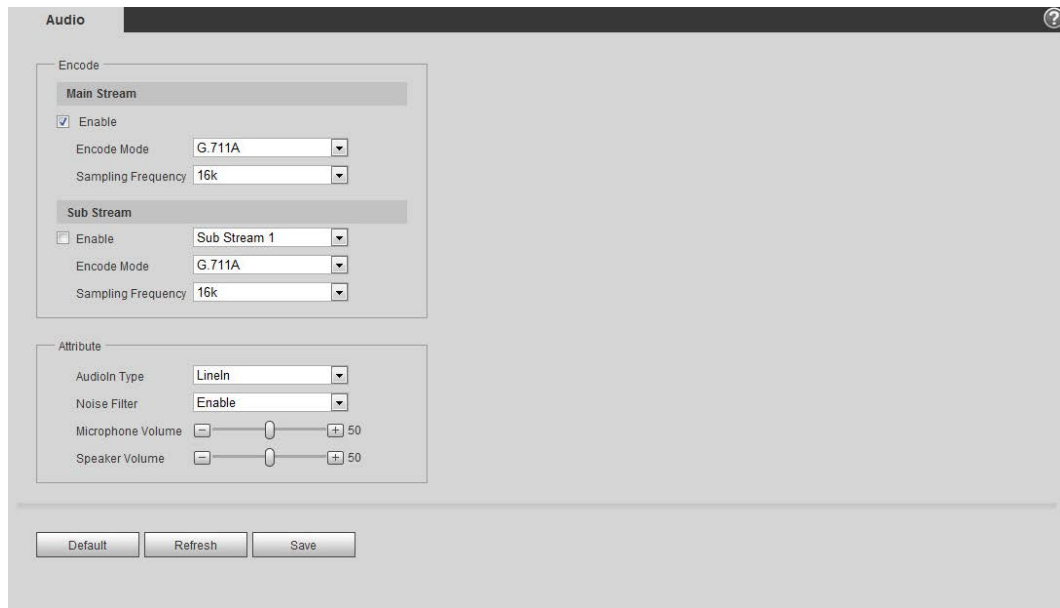 Audio
?
Encode
Main Stream
Enable
Encode Mode G.711A
Sampling Frequency 16k
Sub Stream
Enable Sub Stream 1
Encode Mode G.711A
Sampling Frequency 16k
Attribute
AudioIn Type LineIn
Noise Filter Enable
Microphone Volume - + 50
Speaker Volume - + 50
Default Refresh Save